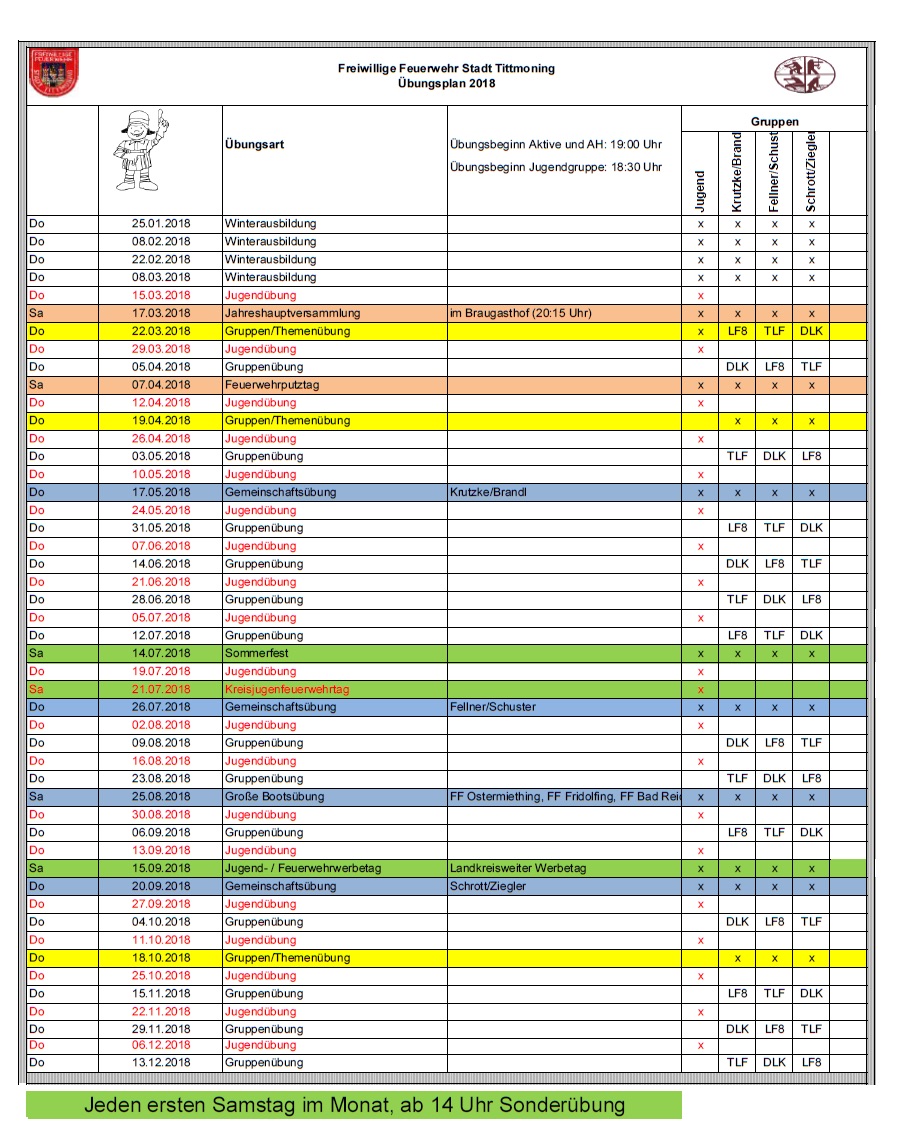 FREIWILLIGE
FEUERWEHR
Freiwillige Feuerwehr Stadt Tittmoning
Übungsplan 2018
Gruppen
Übungsart Übungsbeginn Aktive und AH: 19:00 Uhr
Übungsbeginn Jugendgruppe: 18:30 Uhr
Jugend Krutzke/Brand Fellner/Schust Schrott/Ziegler
Do 25.01.2018 Winterausbildung x x x x
Do 08.02.2018 Winterausbildung x x x x
Do 22.02.2018 Winterausbildung x x x x
Do 08.03.2018 Winterausbildung x x x x
Do 15.03.2018 Jugendübung x
Sa 17.03.2018 Jahreshauptversammlung im Braugasthof (20:15 Uhr) x x x x
Do 22.03.2018 Gruppen/Themenübung x LF8 TLF DLK
Do 29.03.2018 Jugendübung x
Do 05.04.2018 Gruppenübung DLK LF8 TLF
Sa 07.04.2018 Feuerwehrputztag x x x x
Do 12.04.2018 Jugendübung x
Do 19.04.2018 Gruppen/Themenübung x x x
Do 26.04.2018 Jugendübung x
Do 03.05.2018 Gruppenübung TLF DLK LF8
Do 10.05.2018 Jugendübung x
Do 17.05.2018 Gemeinschaftsübung Krutzke/Brandl x x x x
Do 24.05.2018 Jugendübung x
Do 31.05.2018 Gruppenübung LF8 TLF DLK
Do 07.06.2018 Jugendübung x
Do 14.06.2018 Gruppenübung DLK LF8 TLF
Do 21.06.2018 Jugendübung x
Do 28.06.2018 Gruppenübung TLF DLK LF8
Do 05.07.2018 Jugendübung x
Do 12.07.2018 Gruppenübung LF8 TLF DLK
Sa 14.07.2018 Sommerfest x x x x
Do 19.07.2018 Jugendübung x
Sa 21.07.2018 Kreisjugenfeuerwehrtag x
Do 26.07.2018 Gemeinschaftsübung Fellner/Schuster x x x x
Do 02.08.2018 Jugendübung x
Do 09.08.2018 Gruppenübung DLK LF8 TLF
Do 16.08.2018 Jugendübung x
Do 23.08.2018 Gruppenübung TLF DLK LF8
Sa 25.08.2018 Große Bootsübung FF Ostermiething, FF Fridolfing, FF Bad Reic x x x x
Do 30.08.2018 Jugendübung x
Do 06.09.2018 Gruppenübung LF8 TLF DLK
Do 13.09.2018 Jugendübung x
Sa 15.09.2018 Jugend- / Feuerwehrwerbetag Landkreisweiter Werbetag x x x x
Do 20.09.2018 Gemeinschaftsübung Schrott/Ziegler x x x x
Do 27.09.2018 Jugendübung x
Do 04.10.2018 Gruppenübung DLK LF8 TLF
Do 11.10.2018 Jugendübung x
Do 18.10.2018 Gruppen/Themenübung x x x
Do 25.10.2018 Jugendübung x
Do 15.11.2018 Gruppenübung LF8 TLF DLK
Do 22.11.2018 Jugendübung x
Do 29.11.2018 Gruppenübung DLK LF8 TLF
Do 06.12.2018 Jugendübung x
Do 13.12.2018 Gruppenübung TLF DLK LF8
Jeden ersten Samstag im Monat, ab 14 Uhr Sonderübung